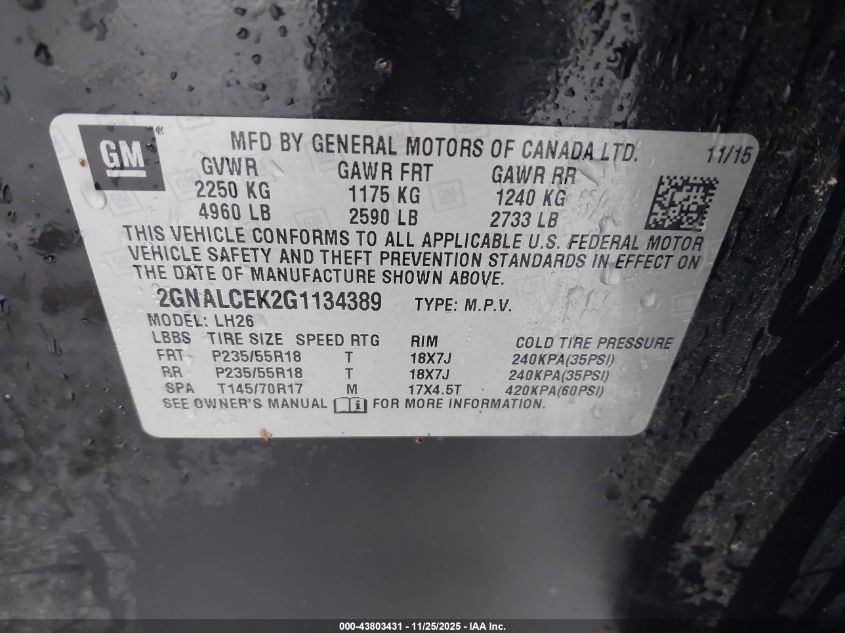 GM
MFD BY GENERAL MOTORS OF CANADA LTD. 11/15
GVWR GAWR FRT GAWR RR
2250 KG 1175 KG 1240 KG
4960 LB 2590 LB 2733 LB
THIS VEHICLE CONFORMS TO ALL APPLICABLE U.S. FEDERAL MOTOR
VEHICLE SAFETY AND THEFT PREVENTION STANDARDS IN EFFECT ON
THE DATE OF MANUFACTURE SHOWN ABOVE.
2GNALCEK2G1134389 TYPE: M.P.V.
MODEL: LH26
LBBS TIRE SIZE SPEED RTG RIM COLD TIRE PRESSURE
FRT P235/55R18 T 18X7J 240KPA(35PSI)
RR P235/55R18 T 18X7J 240KPA(35PSI)
SPA T145/70R17 M 17X4.5T 420KPA(60PSI)
SEE OWNER'S MANUAL FOR MORE INFORMATION.
000-43803431 - 11/25/2025 - IAA Inc.